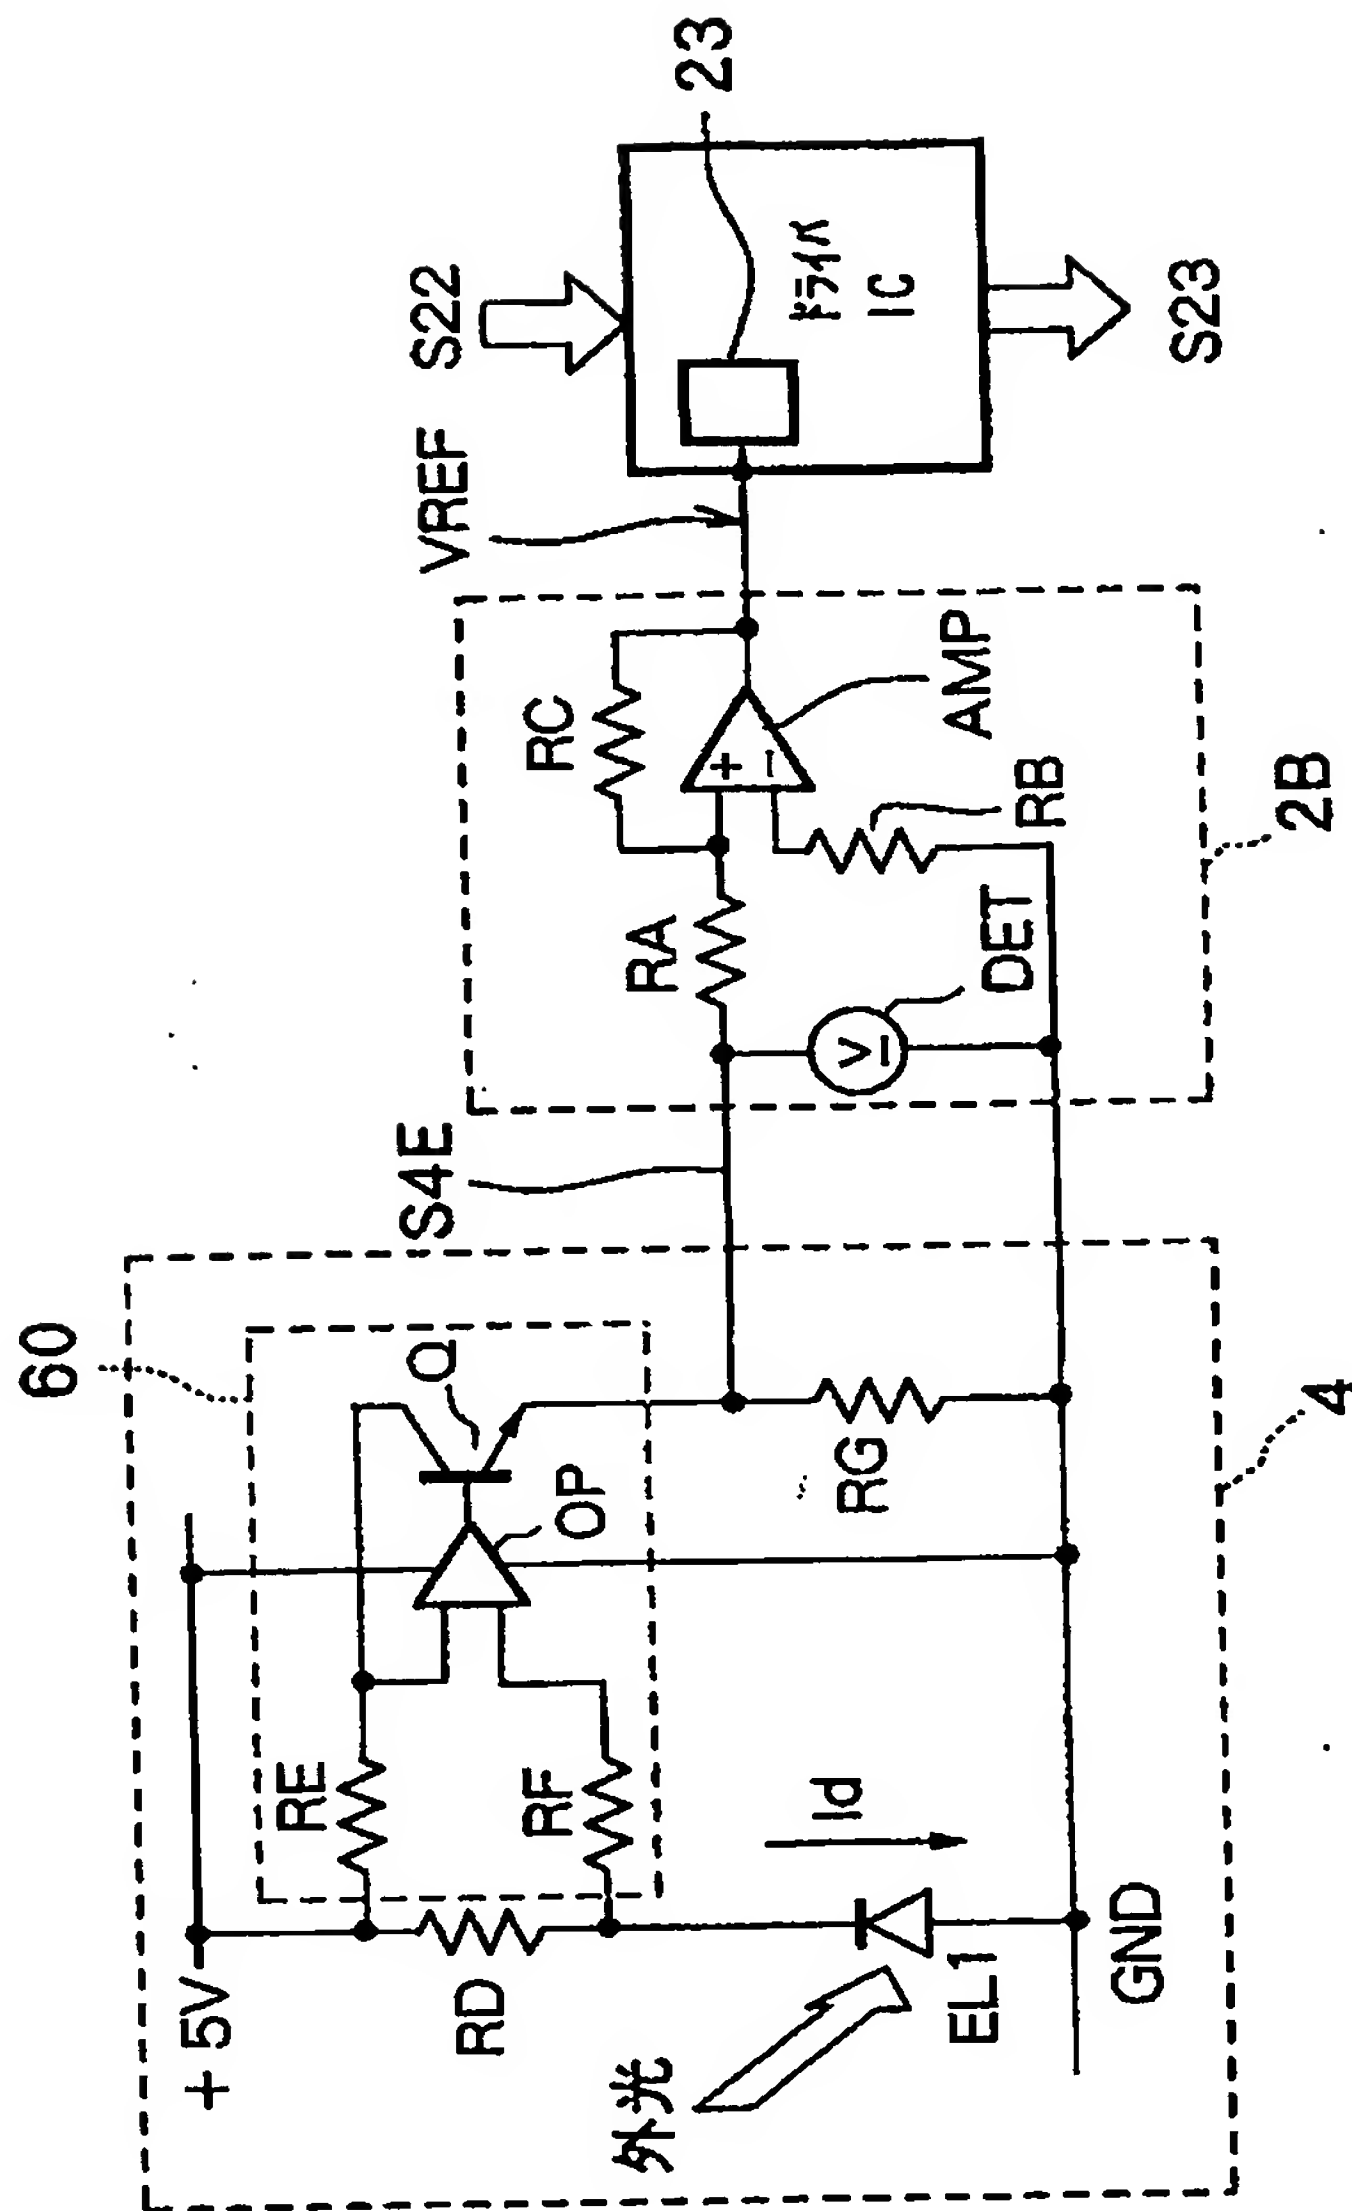 60
Q
OP
RE
RF
RD
+5V
RG
Id
EL1
外光
GND
4
S4E
RA
RC
+
−
AMP
RB
DET
V
2B
VREF
S22
23
ドライバ
IC
S23